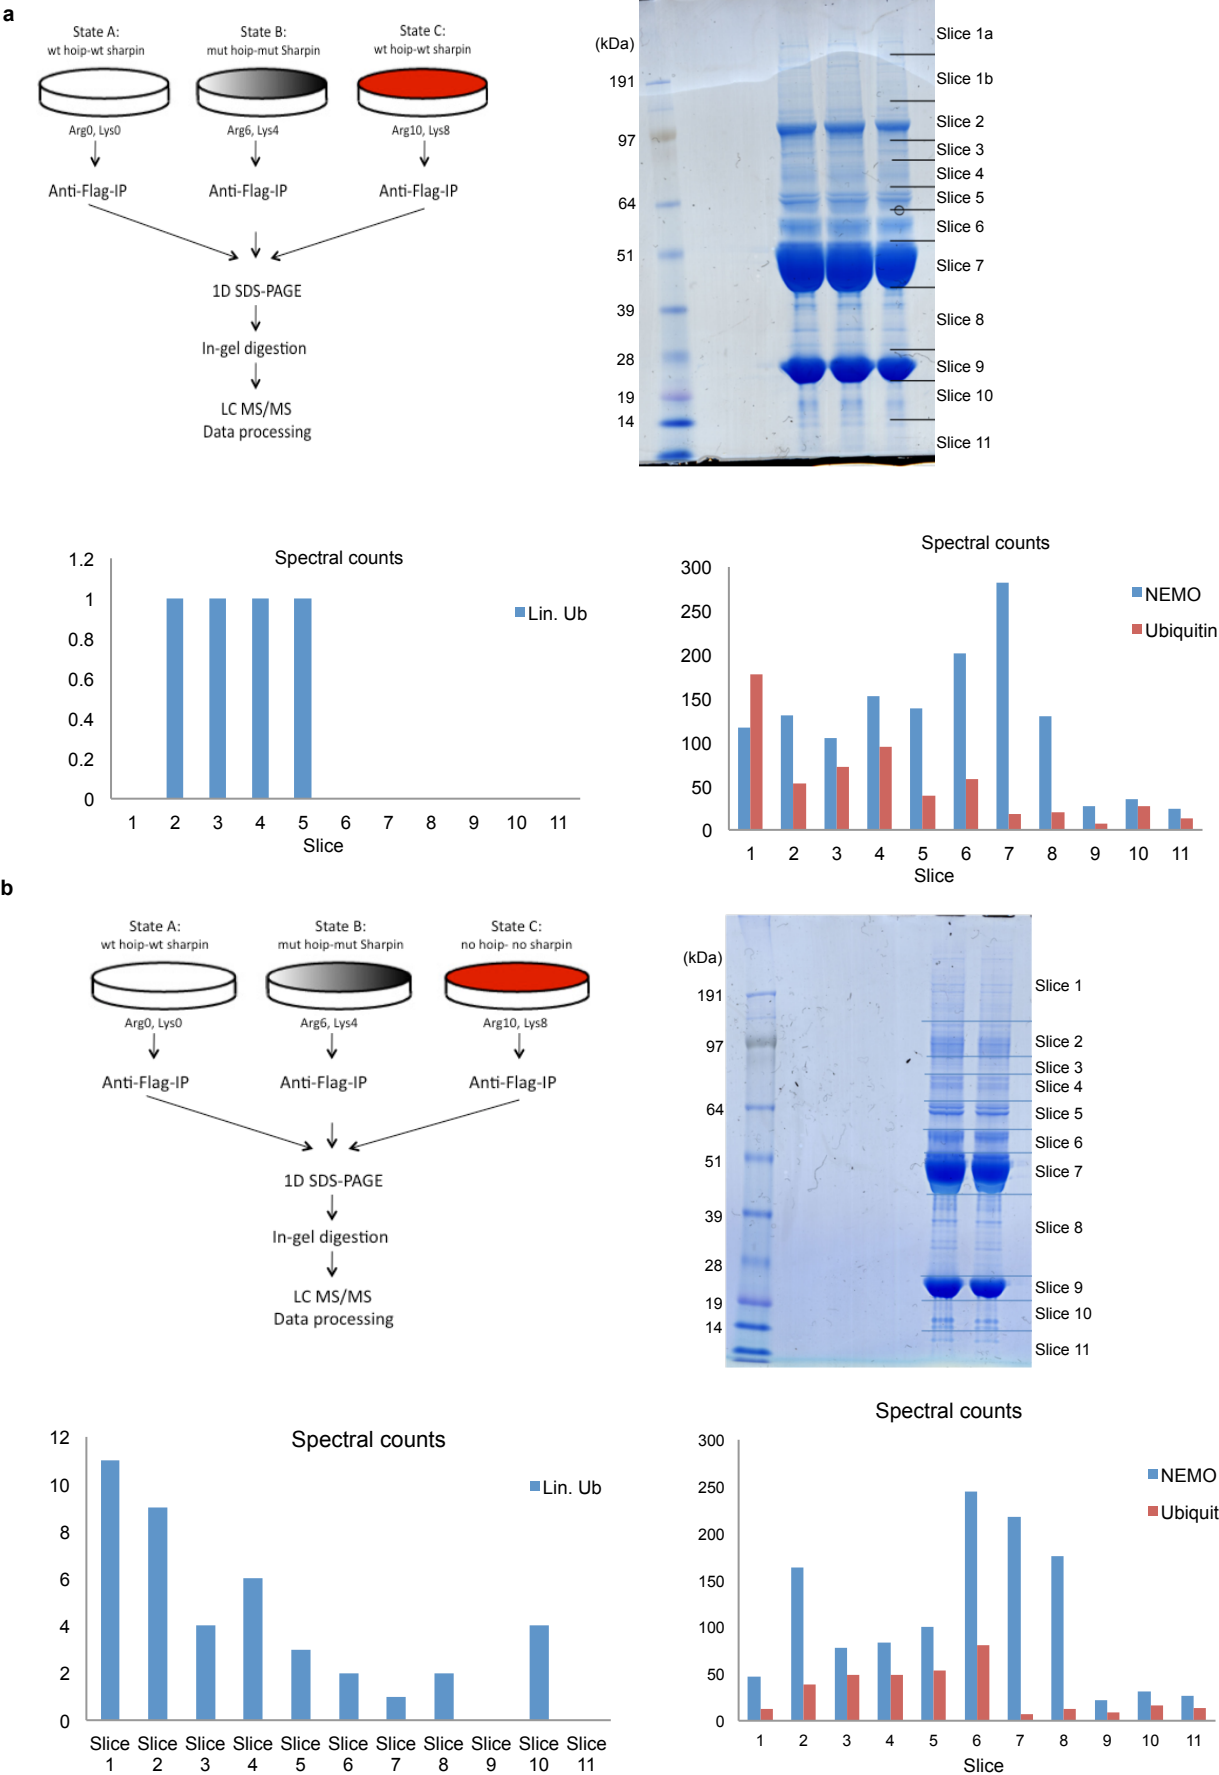 a
State A:
wt hoip-wt sharpin
State B:
mut hoip-mut Sharpin
State C:
wt hoip-wt sharpin
Arg0, Lys0
Arg6, Lys4
Arg10, Lys8
Anti-Flag-IP
Anti-Flag-IP
Anti-Flag-IP
1D SDS-PAGE
In-gel digestion
LC MS/MS
Data processing
(kDa)
191
97
64
51
39
28
19
14
Slice 1a
Slice 1b
Slice 2
Slice 3
Slice 4
Slice 5
Slice 6
Slice 7
Slice 8
Slice 9
Slice 10
Slice 11
Spectral counts
1.2
1
0.8
0.6
0.4
0.2
0
Lin. Ub
1 2 3 4 5 6 7 8 9 10 11
Slice
Spectral counts
300
250
200
150
100
50
0
NEMO
Ubiquitin
1 2 3 4 5 6 7 8 9 10 11
Slice
b
State A:
wt hoip-wt sharpin
State B:
mut hoip-mut Sharpin
State C:
no hoip- no sharpin
Arg0, Lys0
Arg6, Lys4
Arg10, Lys8
Anti-Flag-IP
Anti-Flag-IP
Anti-Flag-IP
1D SDS-PAGE
In-gel digestion
LC MS/MS
Data processing
(kDa)
191
97
64
51
39
28
19
14
Slice 1
Slice 2
Slice 3
Slice 4
Slice 5
Slice 6
Slice 7
Slice 8
Slice 9
Slice 10
Slice 11
Spectral counts
12
10
8
6
4
2
0
Lin. Ub
Slice Slice Slice Slice Slice Slice Slice Slice Slice Slice Slice
1 2 3 4 5 6 7 8 9 10 11
Spectral counts
300
250
200
150
100
50
0
NEMO
Ubiquit
1 2 3 4 5 6 7 8 9 10 11
Slice